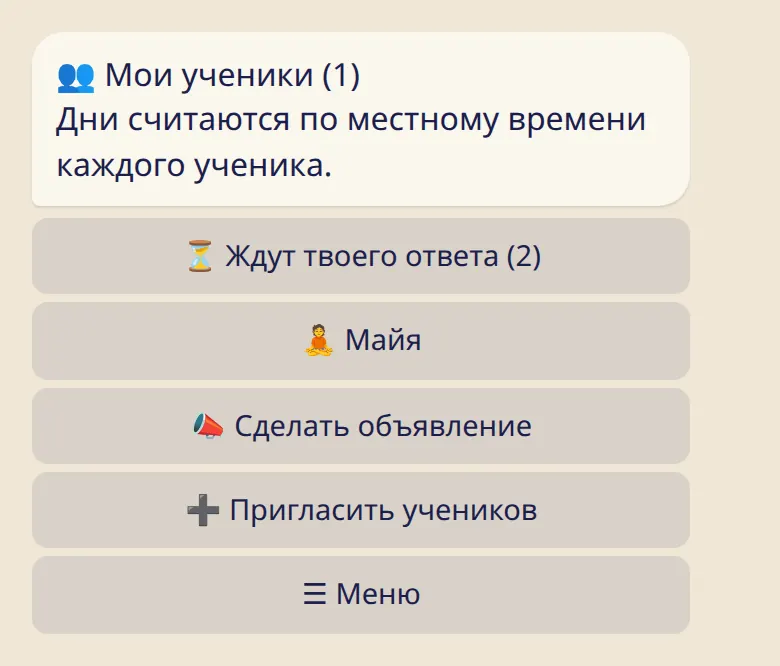 👥 Мои ученики (1)
Дни считаются по местному времени
каждого ученика.
⏳ Ждут твоего ответа (2)
🧘 Майя
📣 Сделать объявление
➕ Пригласить учеников
☰ Меню